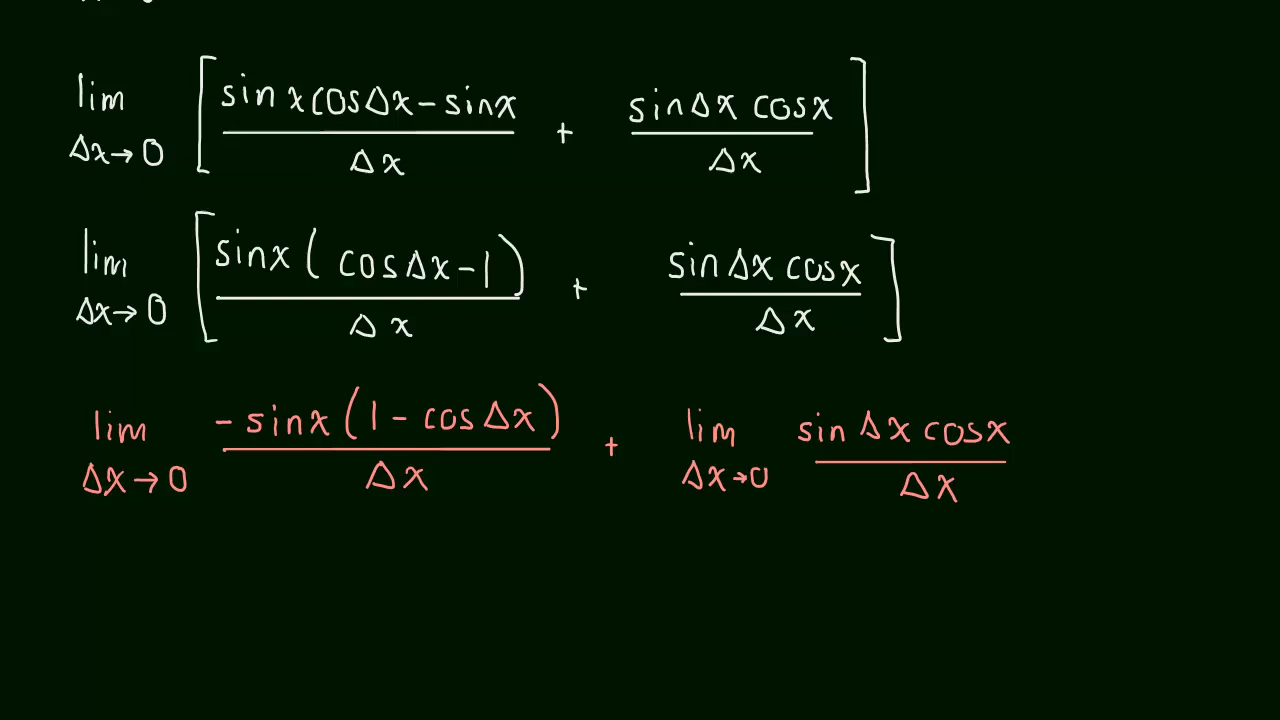 lim Δx→0 [ (sin x cos Δx − sin x)/Δx + (sin Δx cos x)/Δx ]
lim Δx→0 [ (sin x ( cos Δx − 1 ))/Δx + (sin Δx cos x)/Δx ]
lim Δx→0 (− sin x (1 − cos Δx))/Δx + lim Δx→0 (sin Δx cos x)/Δx